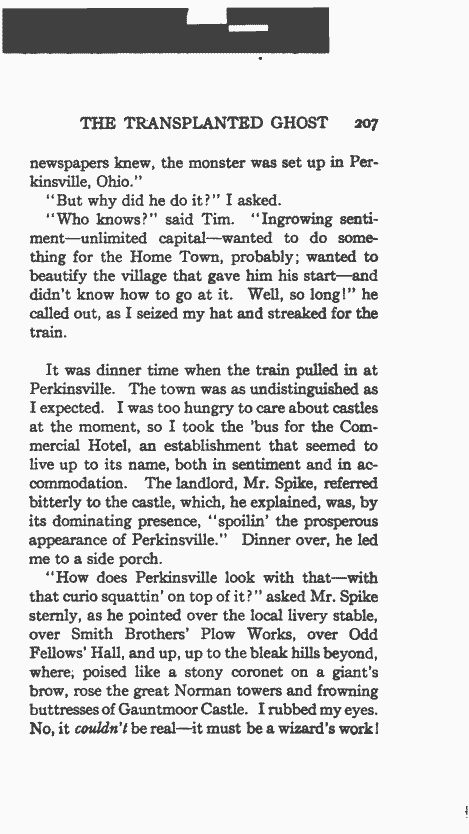 THE TRANSPLANTED GHOST 207
newspapers knew, the monster was set up in Per-
kinsville, Ohio."
"But why did he do it?" I asked.
"Who knows?" said Tim. "Ingrowing senti-
ment—unlimited capital—wanted to do some-
thing for the Home Town, probably; wanted to
beautify the village that gave him his start—and
didn't know how to go at it. Well, so long!" he
called out, as I seized my hat and streaked for the
train.
It was dinner time when the train pulled in at
Perkinsville. The town was as undistinguished as
I expected. I was too hungry to care about castles
at the moment, so I took the 'bus for the Com-
mercial Hotel, an establishment that seemed to
live up to its name, both in sentiment and in ac-
commodation. The landlord, Mr. Spike, referred
bitterly to the castle, which, he explained, was, by
its dominating presence, "spoilin' the prosperous
appearance of Perkinsville." Dinner over, he led
me to a side porch.
"How does Perkinsville look with that—with
that curio squattin' on top of it?" asked Mr. Spike
sternly, as he pointed over the local livery stable,
over Smith Brothers' Plow Works, over Odd
Fellows' Hall, and up, up to the bleak hills beyond,
where, poised like a stony coronet on a giant's
brow, rose the great Norman towers and frowning
buttresses of Gauntmoor Castle. I rubbed my eyes.
No, it couldn't be real—it must be a wizard's work!